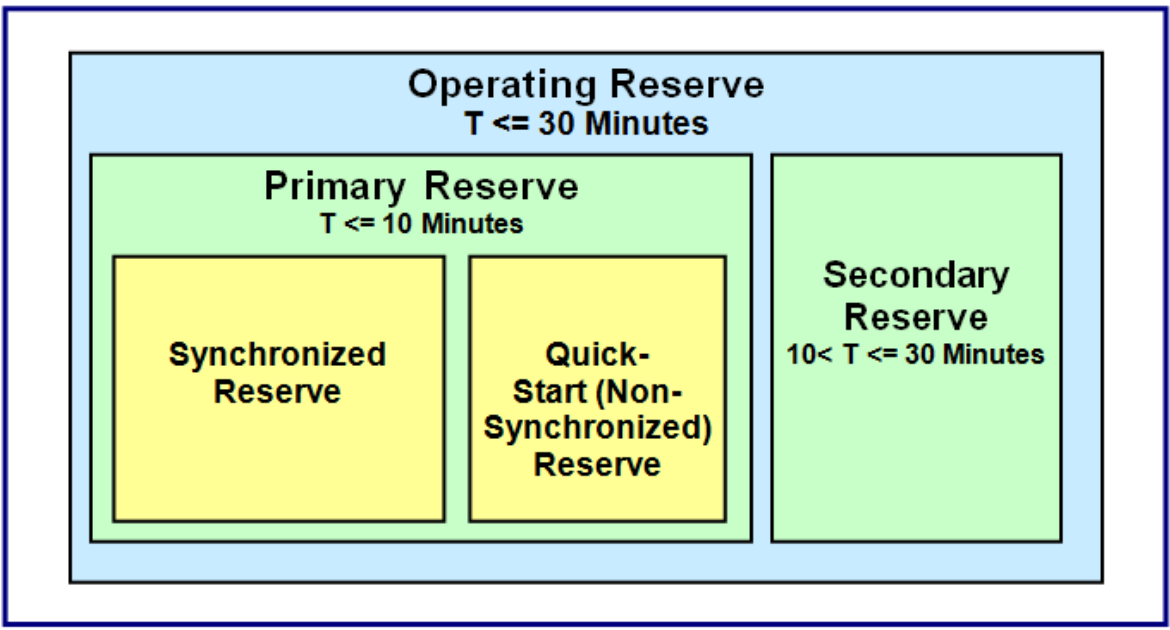 Operating Reserve
T <= 30 Minutes
Primary Reserve
T <= 10 Minutes
Synchronized
Reserve
Quick-
Start (Non-
Synchronized)
Reserve
Secondary
Reserve
10< T <= 30 Minutes